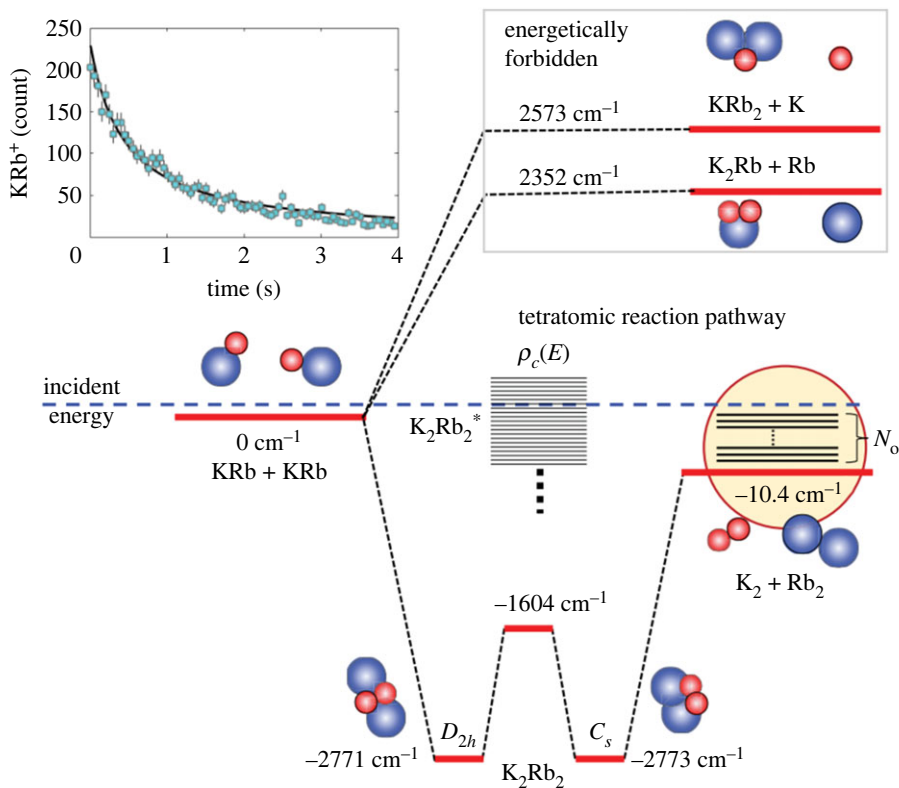 250
200
150
100
50
0
1
2
3
4
KRb⁺ (count)
time (s)
energetically
forbidden
2573 cm⁻¹
KRb₂ + K
2352 cm⁻¹
K₂Rb + Rb
tetratomic reaction pathway
ρc(E)
incident
energy
0 cm⁻¹
KRb + KRb
K₂Rb₂*
Nₒ
–10.4 cm⁻¹
K₂ + Rb₂
–1604 cm⁻¹
D₂ₕ
Cₛ
–2771 cm⁻¹
–2773 cm⁻¹
K₂Rb₂